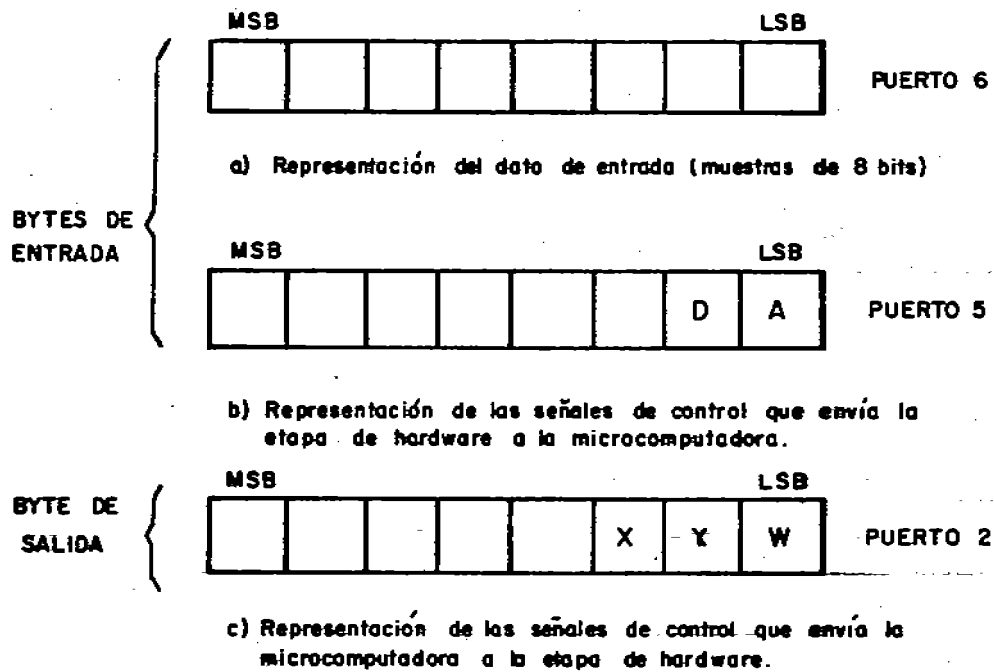 MSB LSB
PUERTO 6
a) Representación del dato de entrada (muestras de 8 bits)
BYTES DE
ENTRADA
MSB LSB
D A PUERTO 5
b) Representación de las señales de control que envía la
etapa de hardware a la microcomputadora.
MSB LSB
BYTE DE
SALIDA
X Y W PUERTO 2
c) Representación de las señales de control que envía la
microcomputadora a la etapa de hardware.